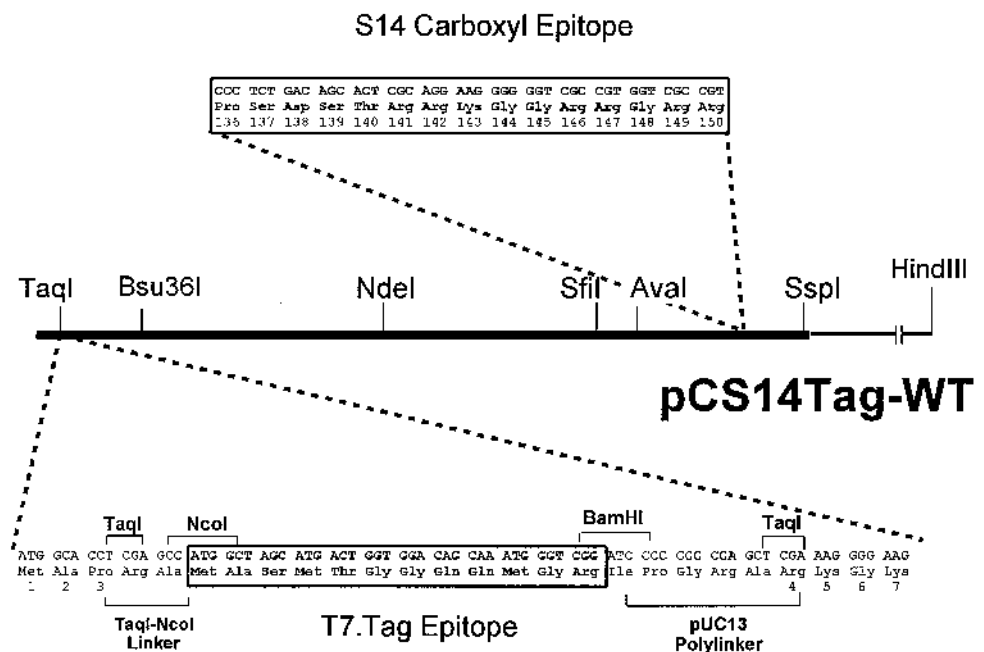 S14 Carboxyl Epitope
CCC TCT GAC AGC ACT CGC AGG AAG GGG GGT CGC CGT GGT CGC CGT
Pro Ser Asp Ser Thr Arg Arg Lys Gly Gly Arg Arg Gly Arg Arg
136 137 138 139 140 141 142 143 144 145 146 147 148 149 150
TaqI Bsu36I NdeI SfiI AvaI SspI HindIII
pCS14Tag-WT
TaqI NcoI BamHI TaqI
ATG GCA CCT CGA GCC ATG GCT AGC ATG ACT GGT GGA CAG CAA ATG GGT CGG ATC CCC GGG CGA GCT CGA AAG GGG AAG
Met Ala Pro Arg Ala Met Ala Ser Met Thr Gly Gly Gln Gln Met Gly Arg Ile Pro Gly Arg Ala Arg Lys Gly Lys
1 2 3 4 5 6 7
TaqI-NcoI Linker
T7.Tag Epitope
pUC13 Polylinker